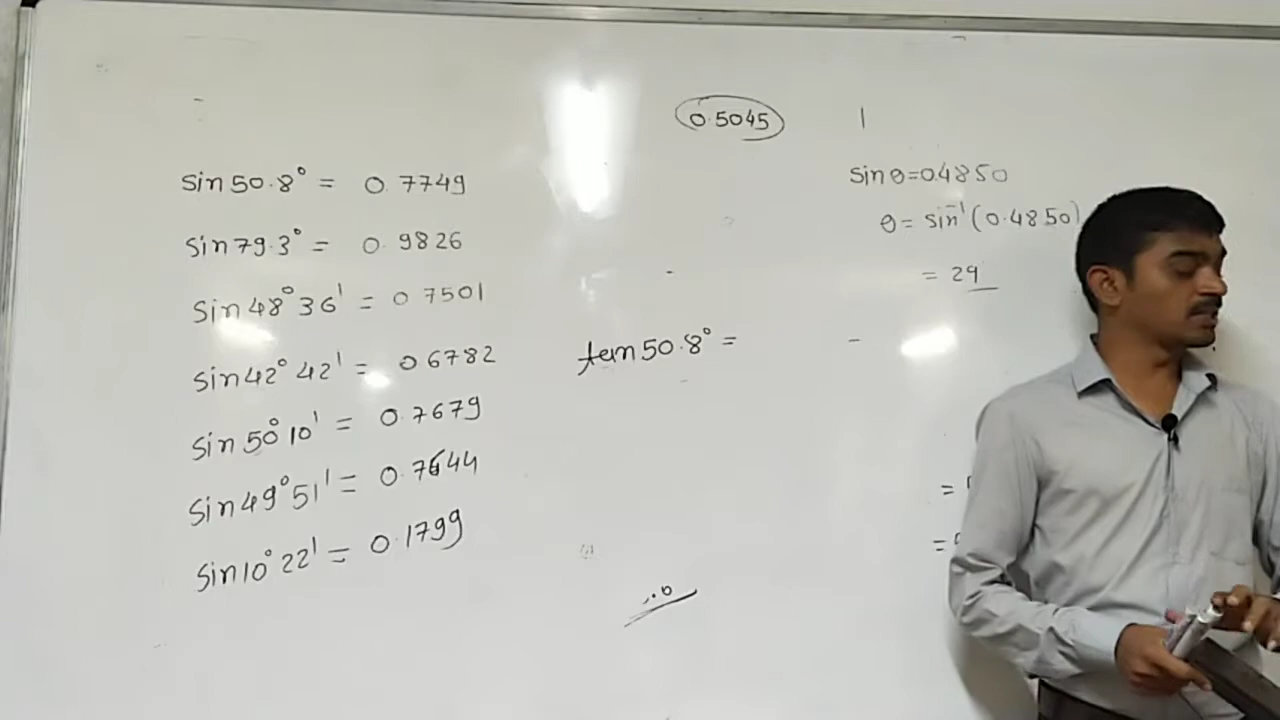 0.5045
sin 50.8° = 0.7749
sin 79.3° = 0.9826
sin 48° 36' = 0.7501
sin 42° 42' = 0.6782
sin 50° 10' = 0.7679
sin 49° 51' = 0.7644
sin 10° 22' = 0.1799
tan 50.8° =
sin θ = 0.4850
θ = sin⁻¹ (0.4850)
= 29
=
=